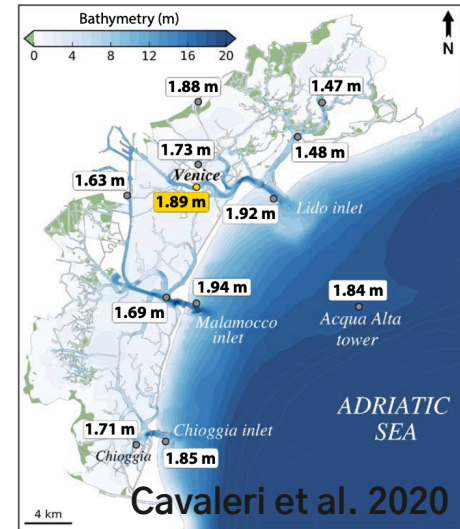 Bathymetry (m)
0 4 8 12 16 20
N
1.88 m
1.47 m
1.73 m
1.48 m
Venice
1.63 m
1.89 m
1.92 m
Lido inlet
1.94 m
1.84 m
1.69 m
Malamocco
inlet
Acqua Alta
tower
ADRIATIC
SEA
1.71 m
Chioggia inlet
Chioggia
1.85 m
Cavaleri et al. 2020
4 km